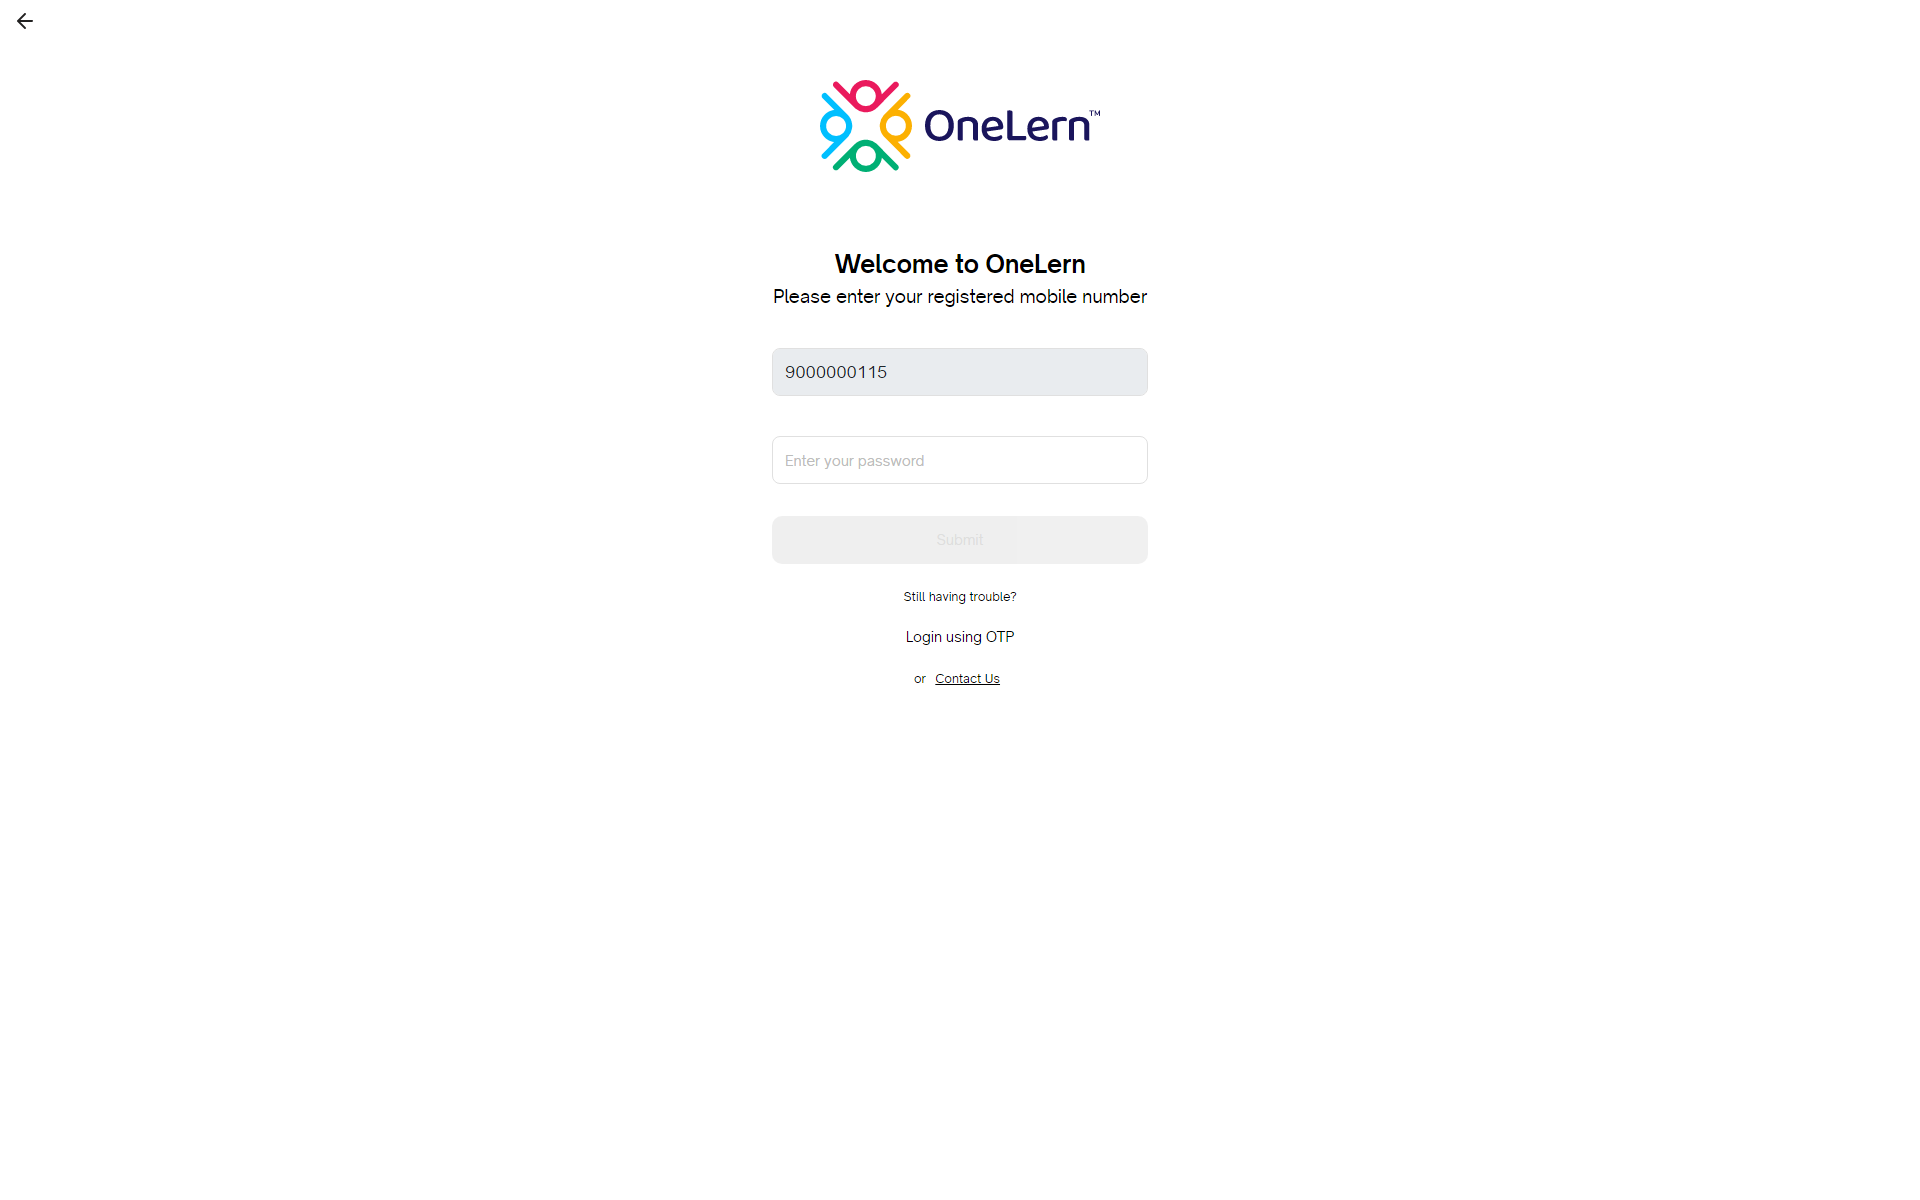 OneLern™
Welcome to OneLern
Please enter your registered mobile number
9000000115
Enter your password
Submit
Still having trouble?
Login using OTP
or Contact Us